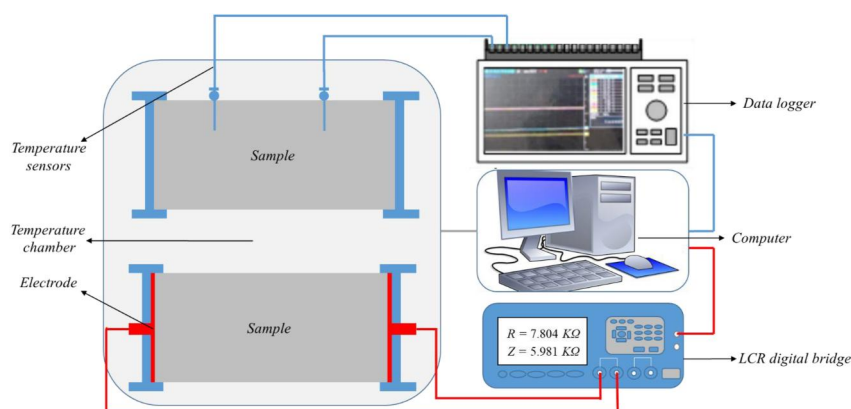 Data logger
Temperature
sensors
Sample
Temperature
chamber
Computer
Electrode
Sample
R = 7.804 KΩ
Z = 5.981 KΩ
LCR digital bridge